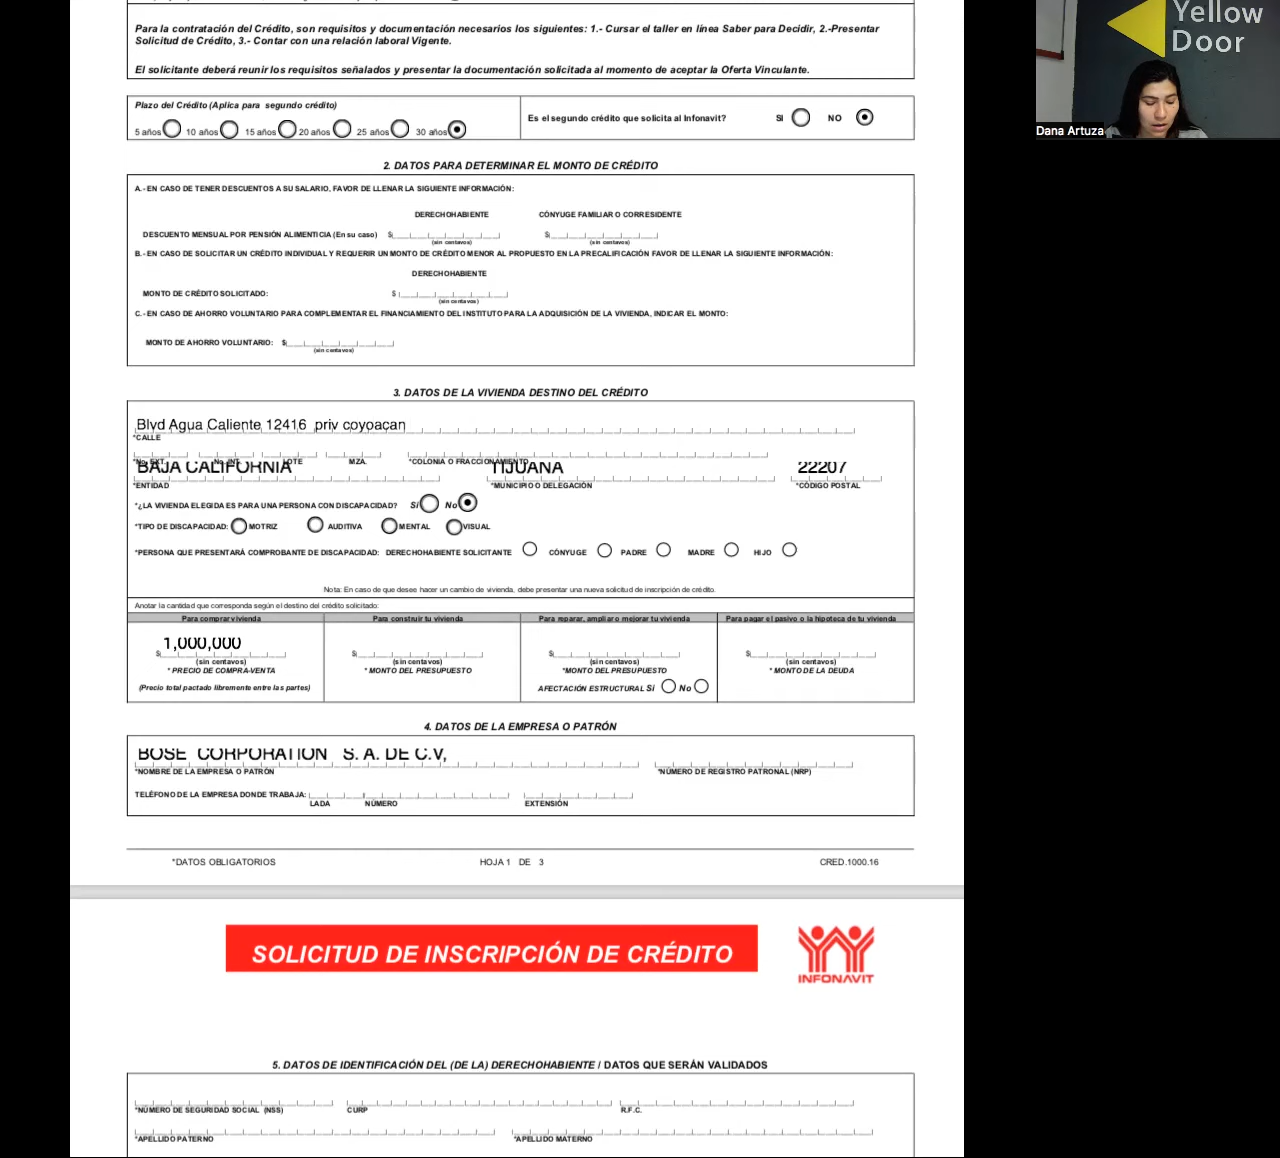 Para la contratación del Crédito, son requisitos y documentación necesarios los siguientes: 1.- Cursar el taller en línea Saber para Decidir, 2.-Presentar
Solicitud de Crédito, 3.- Contar con una relación laboral Vigente.
El solicitante deberá reunir los requisitos señalados y presentar la documentación solicitada al momento de aceptar la Oferta Vinculante.
Yellow
Door
Dana Artuza
Plazo del Crédito (Aplica para segundo crédito)
5 años 10 años 15 años 20 años 25 años 30 años
Es el segundo crédito que solicita al Infonavit? SI NO
2. DATOS PARA DETERMINAR EL MONTO DE CRÉDITO
A.- EN CASO DE TENER DESCUENTOS A SU SALARIO, FAVOR DE LLENAR LA SIGUIENTE INFORMACIÓN:
DERECHOHABIENTE CÓNYUGE FAMILIAR O CORRESIDENTE
DESCUENTO MENSUAL POR PENSIÓN ALIMENTICIA (En su caso) $ $
(sin centavos) (sin centavos)
B.- EN CASO DE SOLICITAR UN CRÉDITO INDIVIDUAL Y REQUERIR UN MONTO DE CRÉDITO MENOR AL PROPUESTO EN LA PRECALIFICACIÓN FAVOR DE LLENAR LA SIGUIENTE INFORMACIÓN:
DERECHOHABIENTE
MONTO DE CRÉDITO SOLICITADO: $
(sin centavos)
C.- EN CASO DE AHORRO VOLUNTARIO PARA COMPLEMENTAR EL FINANCIAMIENTO DEL INSTITUTO PARA LA ADQUISICIÓN DE LA VIVIENDA, INDICAR EL MONTO:
MONTO DE AHORRO VOLUNTARIO: $
(sin centavos)
3. DATOS DE LA VIVIENDA DESTINO DEL CRÉDITO
Blvd Agua Caliente 12416 priv coyoacan
*CALLE
*No. EXT. No. INT. LOTE MZA. *COLONIA O FRACCIONAMIENTO
BAJA CALIFORNIA TIJUANA 22207
*ENTIDAD *MUNICIPIO O DELEGACIÓN *CÓDIGO POSTAL
*¿LA VIVIENDA ELEGIDA ES PARA UNA PERSONA CON DISCAPACIDAD? Sí No
*TIPO DE DISCAPACIDAD: MOTRIZ AUDITIVA MENTAL VISUAL
*PERSONA QUE PRESENTARÁ COMPROBANTE DE DISCAPACIDAD: DERECHOHABIENTE SOLICITANTE CÓNYUGE PADRE MADRE HIJO
Nota: En caso de que desee hacer un cambio de vivienda, debe presentar una nueva solicitud de inscripción de crédito.
Anotar la cantidad que corresponda según el destino del crédito solicitado:
Para comprar vivienda Para construir tu vivienda Para reparar, ampliar o mejorar tu vivienda Para pagar el pasivo o la hipoteca de tu vivienda
1,000,000
$ $ $ $
(sin centavos) (sin centavos) (sin centavos) (sin centavos)
* PRECIO DE COMPRA-VENTA * MONTO DEL PRESUPUESTO *MONTO DEL PRESUPUESTO * MONTO DE LA DEUDA
(Precio total pactado libremente entre las partes) AFECTACIÓN ESTRUCTURAL Sí No
4. DATOS DE LA EMPRESA O PATRÓN
BOSE CORPORATION S. A. DE C.V,
*NOMBRE DE LA EMPRESA O PATRÓN *NÚMERO DE REGISTRO PATRONAL (NRP)
TELÉFONO DE LA EMPRESA DONDE TRABAJA:
LADA NÚMERO EXTENSIÓN
*DATOS OBLIGATORIOS HOJA 1 DE 3 CRED.1000.16
SOLICITUD DE INSCRIPCIÓN DE CRÉDITO
INFONAVIT
5. DATOS DE IDENTIFICACIÓN DEL (DE LA) DERECHOHABIENTE / DATOS QUE SERÁN VALIDADOS
*NÚMERO DE SEGURIDAD SOCIAL (NSS) CURP R.F.C.
*APELLIDO PATERNO *APELLIDO MATERNO